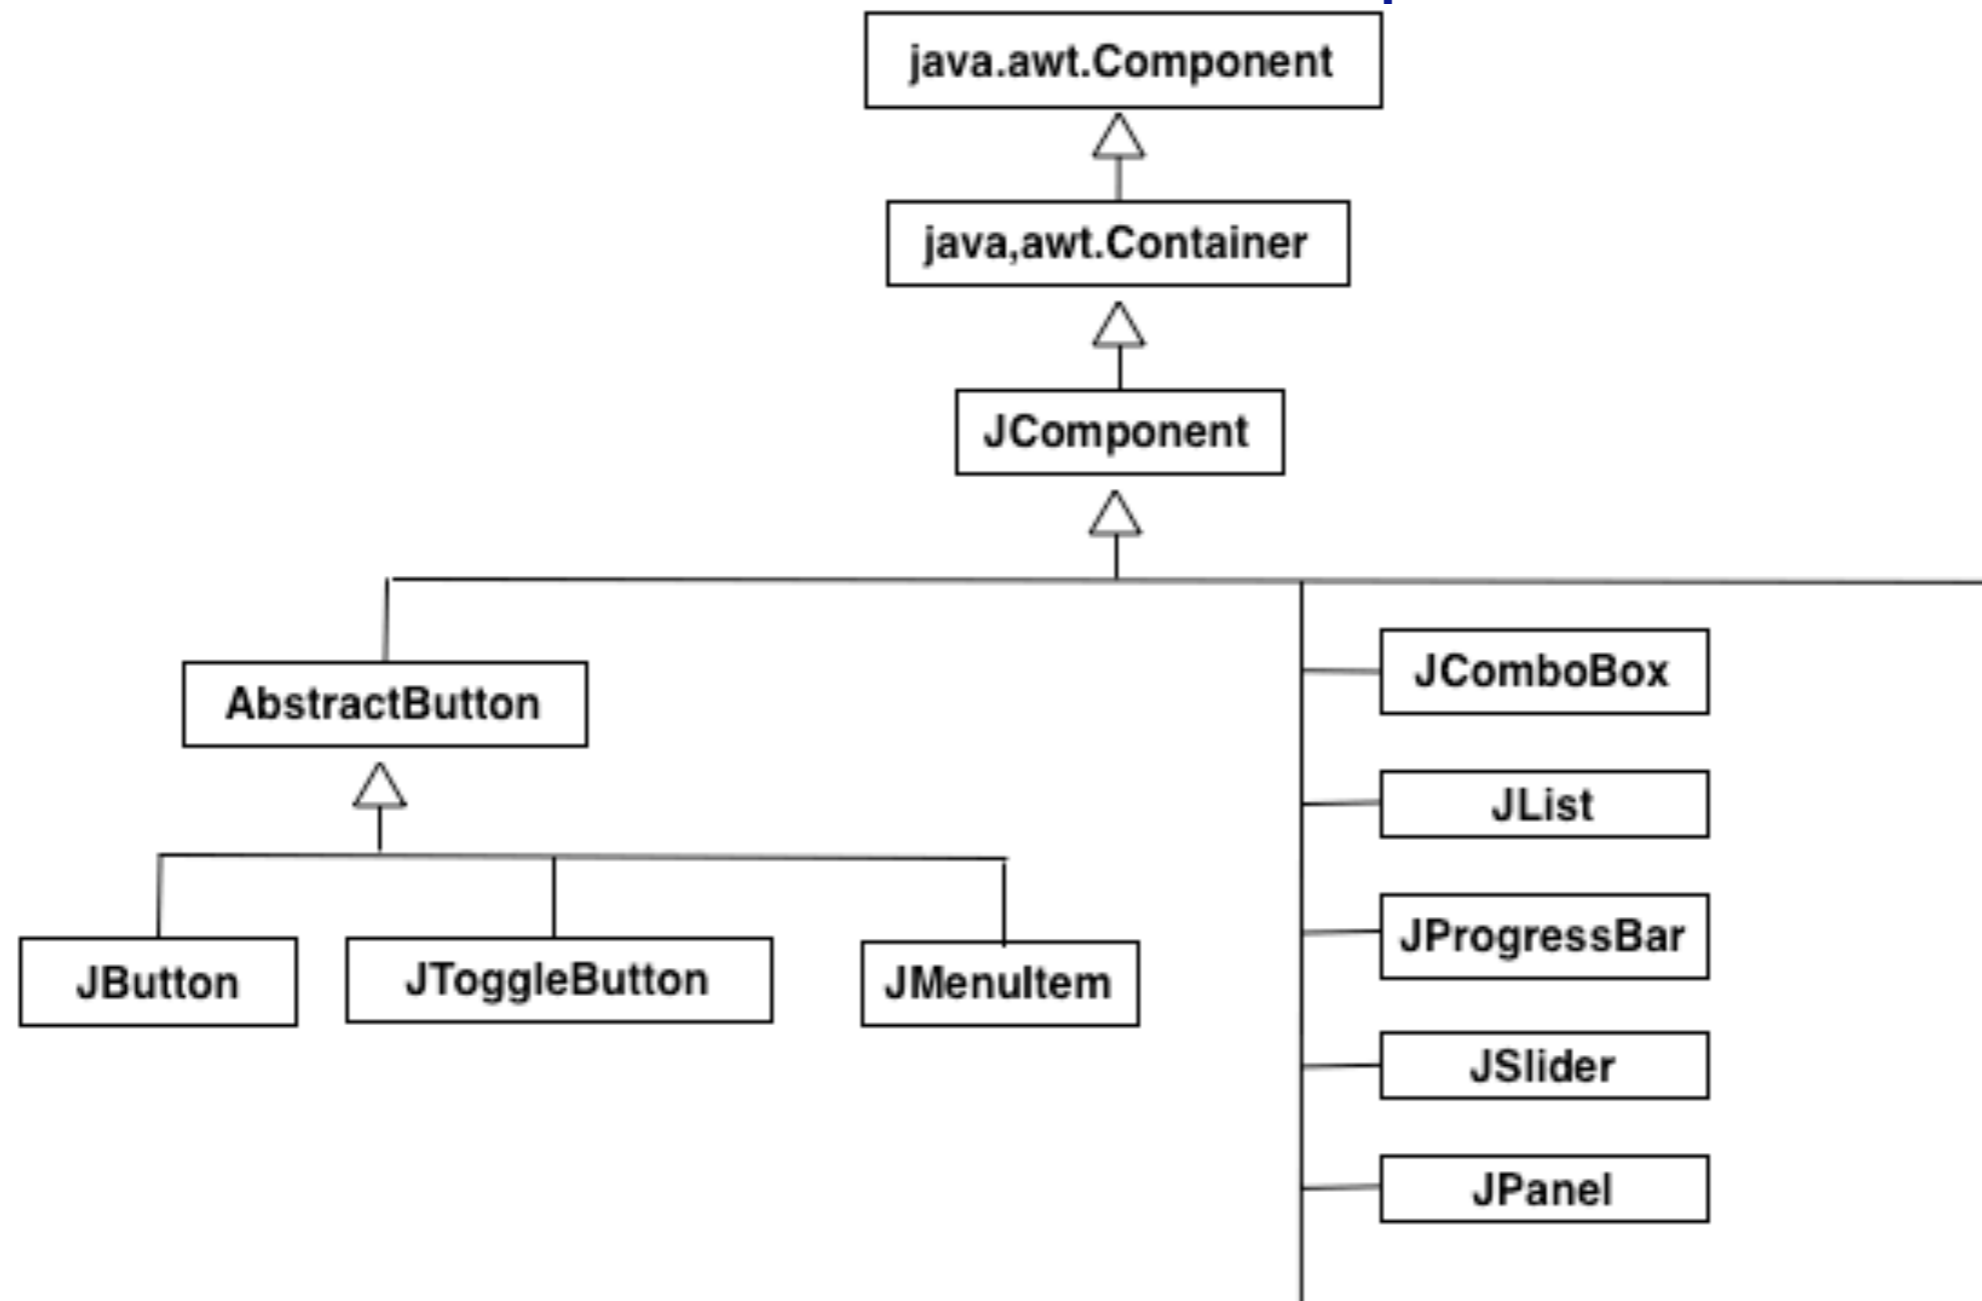 java.awt.Component
java,awt.Container
JComponent
AbstractButton
JButton
JToggleButton
JMenuItem
JComboBox
JList
JProgressBar
JSlider
JPanel